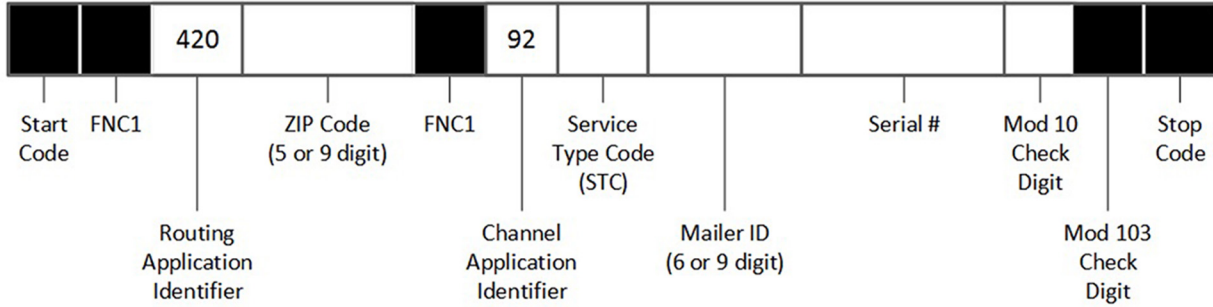 420
92
Start
Code
FNC1
ZIP Code
(5 or 9 digit)
FNC1
Service
Type Code
(STC)
Serial #
Mod 10
Check
Digit
Stop
Code
Routing
Application
Identifier
Channel
Application
Identifier
Mailer ID
(6 or 9 digit)
Mod 103
Check
Digit